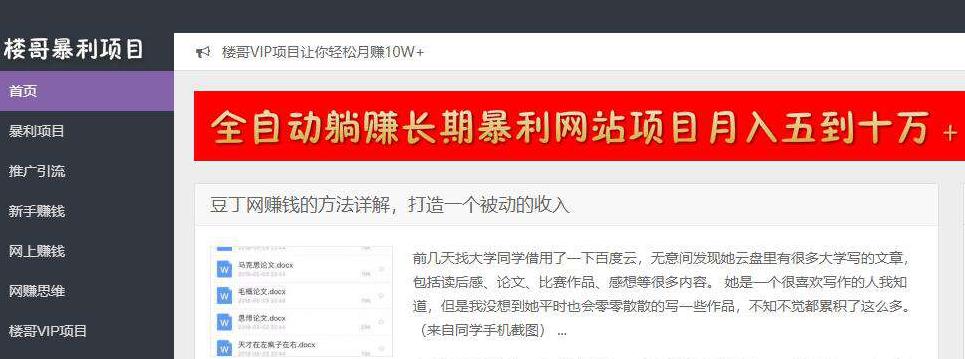 楼哥暴利项目
首页
暴利项目
推广引流
新手赚钱
网上赚钱
网赚思维
楼哥VIP项目
楼哥VIP项目让你轻松月赚10W+
全自动躺赚长期暴利网站项目月入五到十万 +
豆丁网赚钱的方法详解，打造一个被动的收入
马克思论文.docx
毛概论文.docx
思修论文.docx
天才在左疯子在右.docx
前几天找大学同学借用了一下百度云，无意间发现她云盘里有很多大学写的文章，
包括读后感、论文、比赛作品、感想等很多内容。 她是一个很喜欢写作的人我知
道，但是我没想到她平时也会零零散散的写一些作品，不知不觉都累积了这么多。
（来自同学手机截图） ...